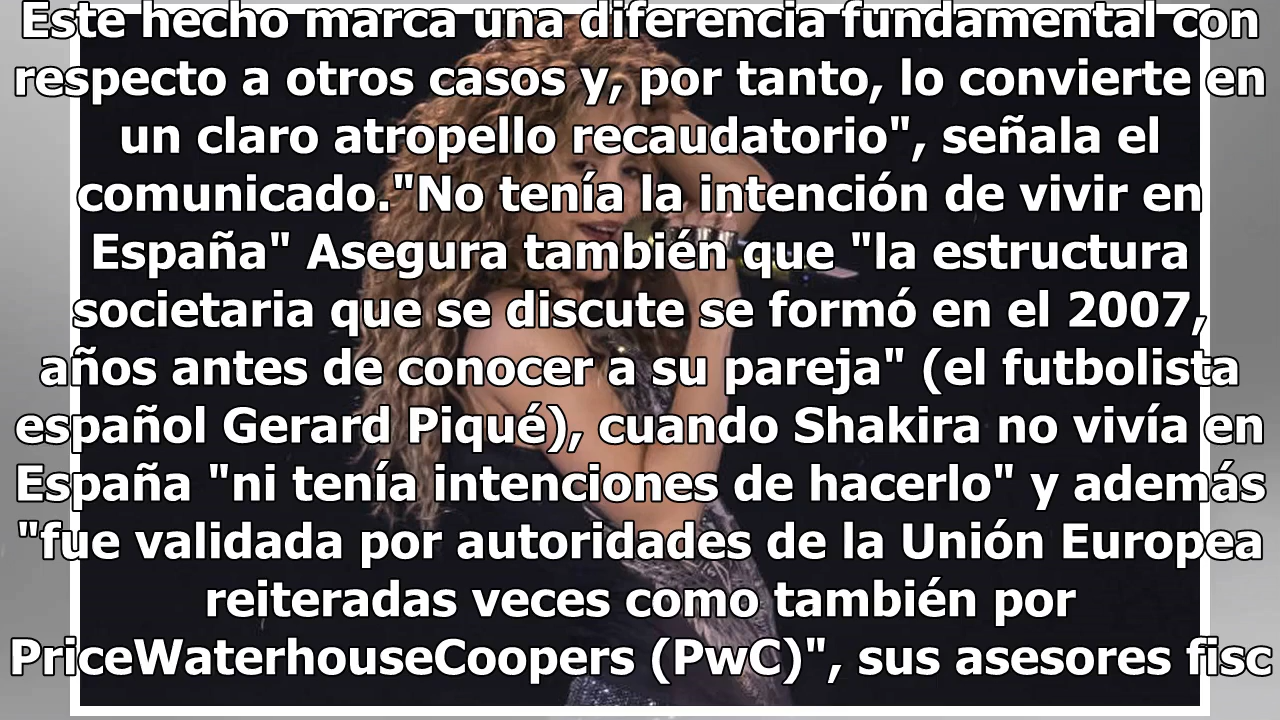 Este hecho marca una diferencia fundamental con
respecto a otros casos y, por tanto, lo convierte en
un claro atropello recaudatorio", señala el
comunicado."No tenía la intención de vivir en
España" Asegura también que "la estructura
societaria que se discute se formó en el 2007,
años antes de conocer a su pareja" (el futbolista
español Gerard Piqué), cuando Shakira no vivía en
España "ni tenía intenciones de hacerlo" y además
"fue validada por autoridades de la Unión Europea
reiteradas veces como también por
PriceWaterhouseCoopers (PwC)", sus asesores fisc